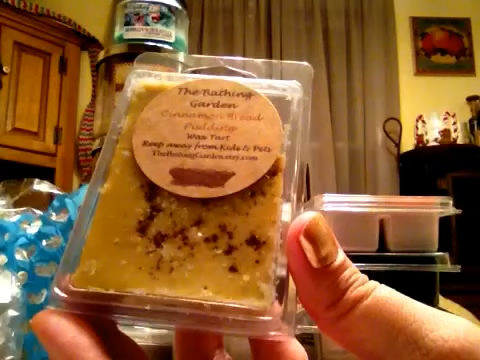 The Bathing
Garden
Cinnamon Bread
Pudding
Wax Tart
Keep away from Kids & Pets
TheBathingGarden.etsy.com